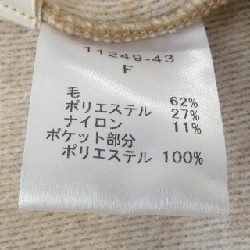 11249-43
F
毛 62%
ポリエステル 27%
ナイロン 11%
ポケット部分
ポリエステル 100%